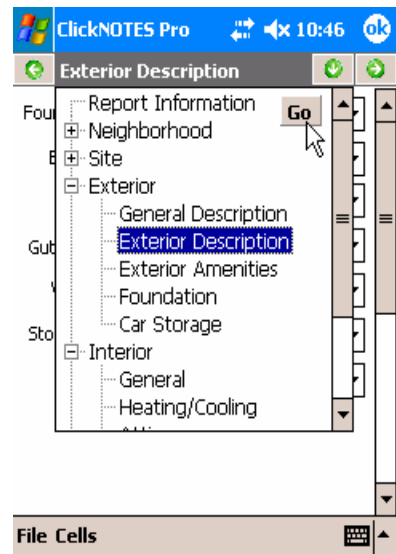 ClickNOTES Pro 10:46 ok
Exterior Description
Report Information
Go
Neighborhood
Site
Exterior
General Description
Exterior Description
Exterior Amenities
Foundation
Car Storage
Interior
General
Heating/Cooling
File Cells